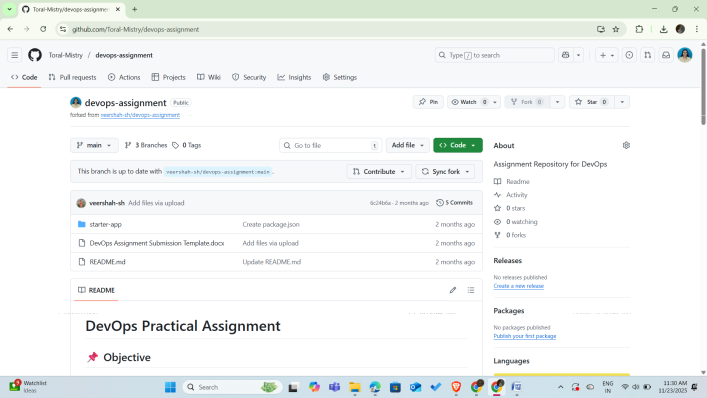 Toral-Mistry/devops-assignment
github.com/Toral-Mistry/devops-assignment
Toral-Mistry / devops-assignment
Type / to search
Code Pull requests Actions Projects Wiki Security Insights Settings
devops-assignment Public
forked from veershah-sh/devops-assignment
Pin Watch 0 Fork 0 Star 0
main 3 Branches 0 Tags Go to file t Add file Code
This branch is up to date with veershah-sh/devops-assignment:main.
Contribute Sync fork
veershah-sh Add files via upload 6c24b6a · 2 months ago 5 Commits
starter-app Create package.json 2 months ago
DevOps Assignment Submission Template.docx Add files via upload 2 months ago
README.md Update README.md 2 months ago
README
DevOps Practical Assignment
Objective
About
Assignment Repository for DevOps
Readme
Activity
0 stars
0 watching
0 forks
Releases
No releases published
Create a new release
Packages
No packages published
Publish your first package
Languages
Watchlist
Ideas
Search
ENG
IN
11:30 AM
11/23/2025